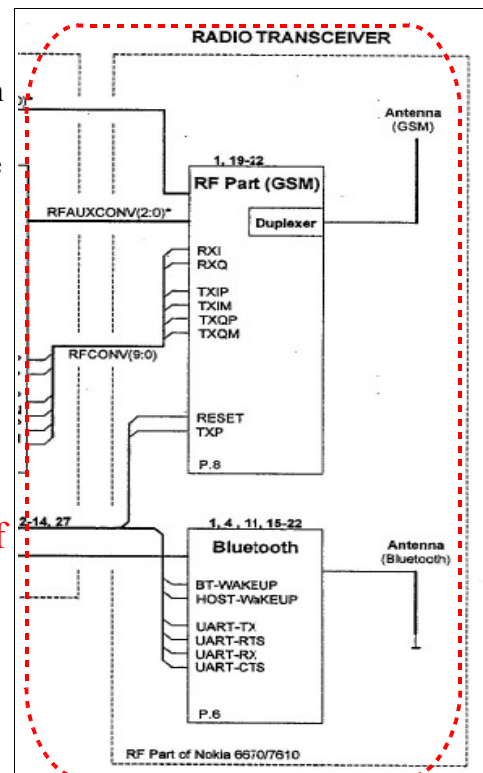 RADIO TRANSCEIVER
Antenna
(GSM)
1, 19-22
RF Part (GSM)
Duplexer
RFAUXCONV(2:0)*
RXI
RXQ
TXIP
TXIM
TXQP
TXQM
RFCONV(9:0)
RESET
TXP
P.8
2-14, 27
1, 4 , 11, 15-22
Bluetooth
Antenna
(Bluetooth)
BT-WAKEUP
HOST-WaKEUP
UART-TX
UART-RTS
UART-RX
UART-CTS
P.6
RF Part of Nokia 6670/7610